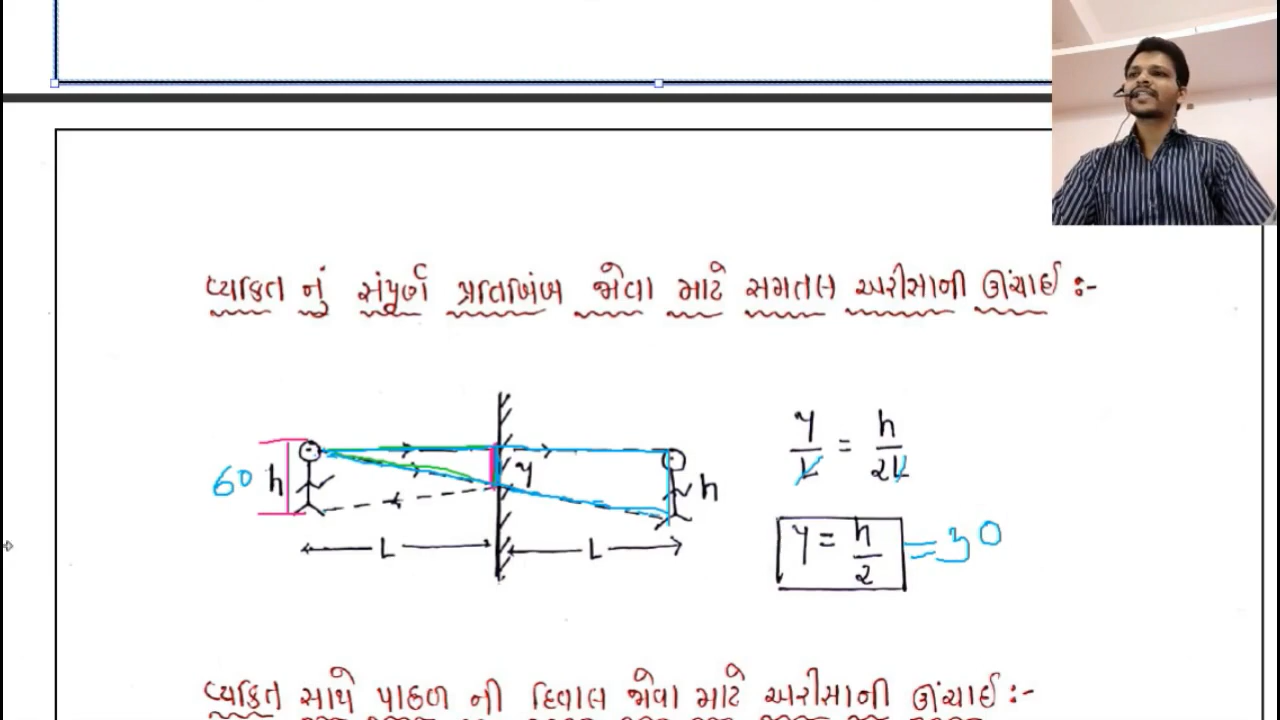 વ્યકિત નું સંપૂર્ણ પ્રતિબિંબ જોવા માટે સમતલ અરીસાની ઊંચાઈ :-
60 h
y
h
L L
y/L = h/2L
y = h/2 = 30
વ્યકિત સાથે પાછળ ની દિવાલ જોવા માટે અરીસાની ઊંચાઈ :-